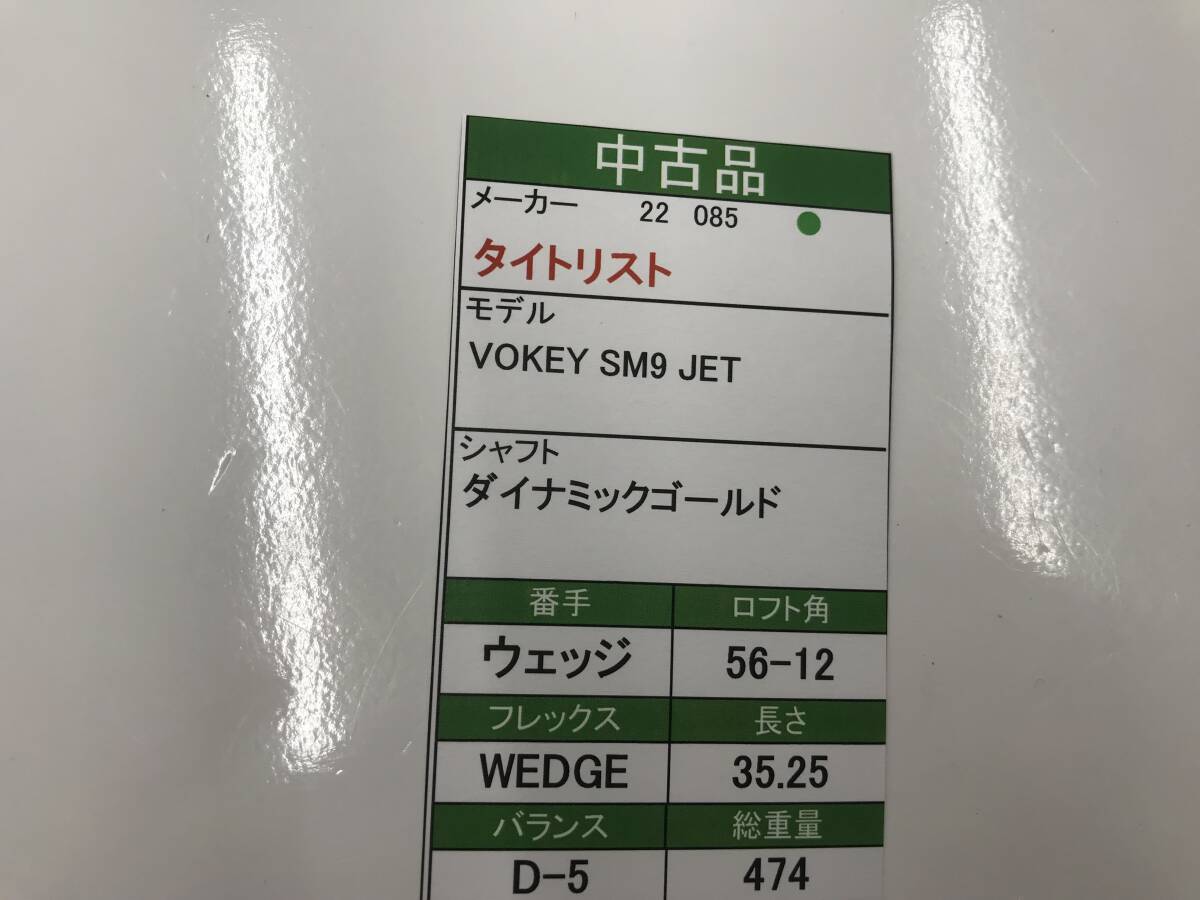 中古品
メーカー 22 085 ●
タイトリスト
モデル
VOKEY SM9 JET
シャフト
ダイナミックゴールド
番手 ロフト角
ウェッジ 56-12
フレックス 長さ
WEDGE 35.25
バランス 総重量
D-5 474